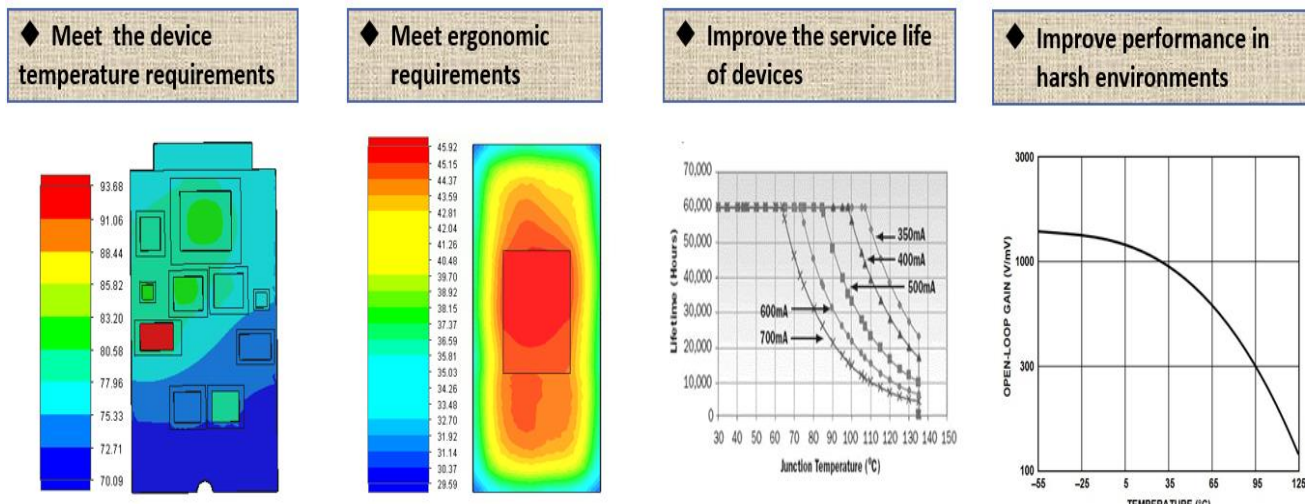 ◆ Meet the device
temperature requirements
◆ Meet ergonomic
requirements
◆ Improve the service life
of devices
◆ Improve performance in
harsh environments
93.68
91.06
88.44
85.82
83.20
80.58
77.96
75.33
72.71
70.09
45.92
45.15
44.37
43.59
42.81
42.04
41.26
40.48
39.70
38.92
38.15
37.37
36.59
35.81
35.03
34.26
33.48
32.70
31.92
31.14
30.37
29.59
Lifetime (Hours)
70,000
60,000
50,000
40,000
30,000
20,000
10,000
0
350mA
400mA
500mA
600mA
700mA
30 40 50 60 70 80 90 100 110 120 130 140 150
Junction Temperature (⁰C)
OPEN-LOOP GAIN (V/mV)
3000
1000
300
100
-55 -25 5 35 65 95 125
TEMPERATURE (°C)